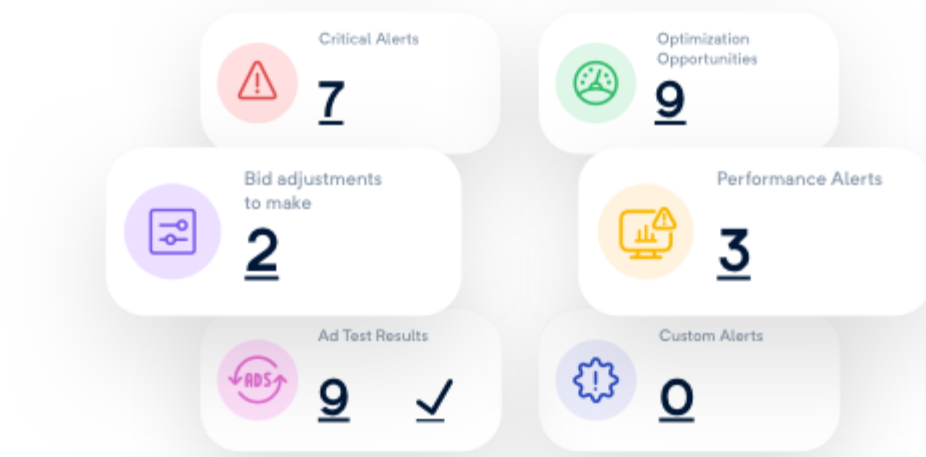 Critical Alerts
7
Optimization
Opportunities
9
Bid adjustments
to make
2
Performance Alerts
3
Ad Test Results
ADS
9
Custom Alerts
0